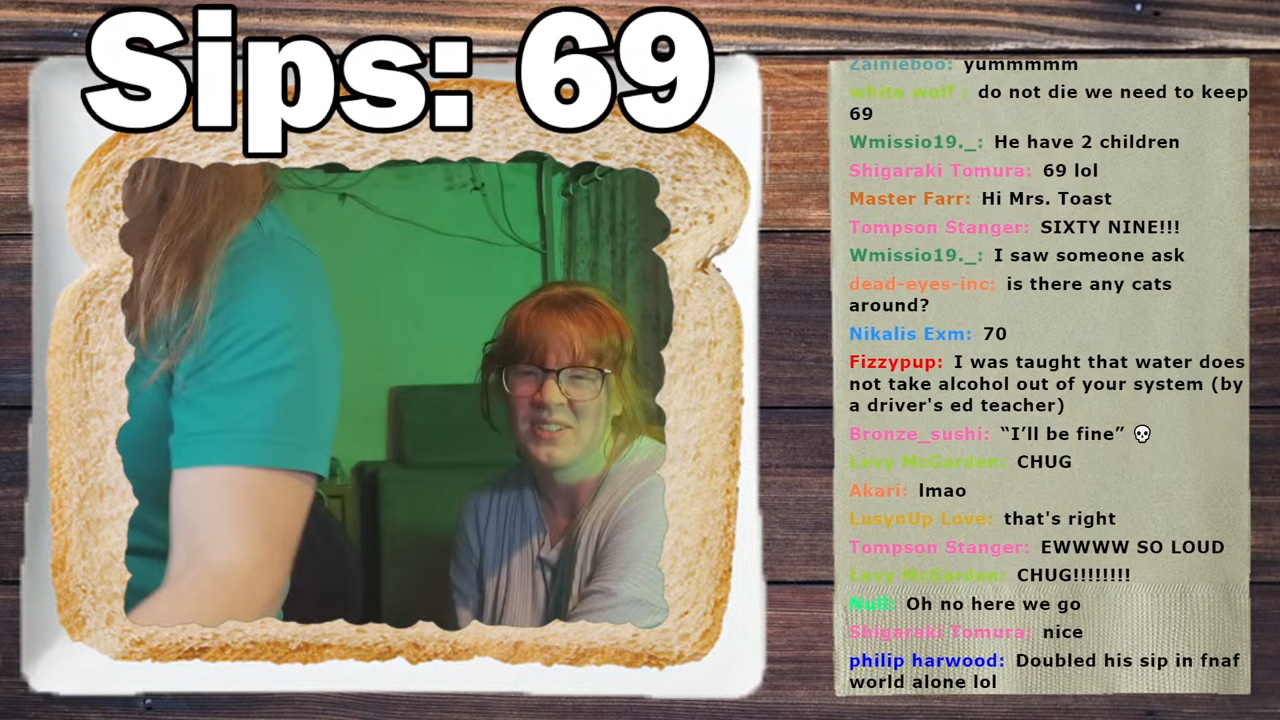 Sips: 69
Zainieboo: yummmmm
white wolf : do not die we need to keep
69
Wmissio19._: He have 2 children
Shigaraki Tomura: 69 lol
Master Farr: Hi Mrs. Toast
Tompson Stanger: SIXTY NINE!!!
Wmissio19._: I saw someone ask
dead-eyes-inc: is there any cats
around?
Nikalis Exm: 70
Fizzypup: I was taught that water does
not take alcohol out of your system (by
a driver's ed teacher)
Bronze_sushi: “I’ll be fine” 💀
Levy McGarden: CHUG
Akari: lmao
LusynUp Love: that's right
Tompson Stanger: EWWWW SO LOUD
Levy McGarden: CHUG!!!!!!!!
Null: Oh no here we go
Shigaraki Tomura: nice
philip harwood: Doubled his sip in fnaf
world alone lol